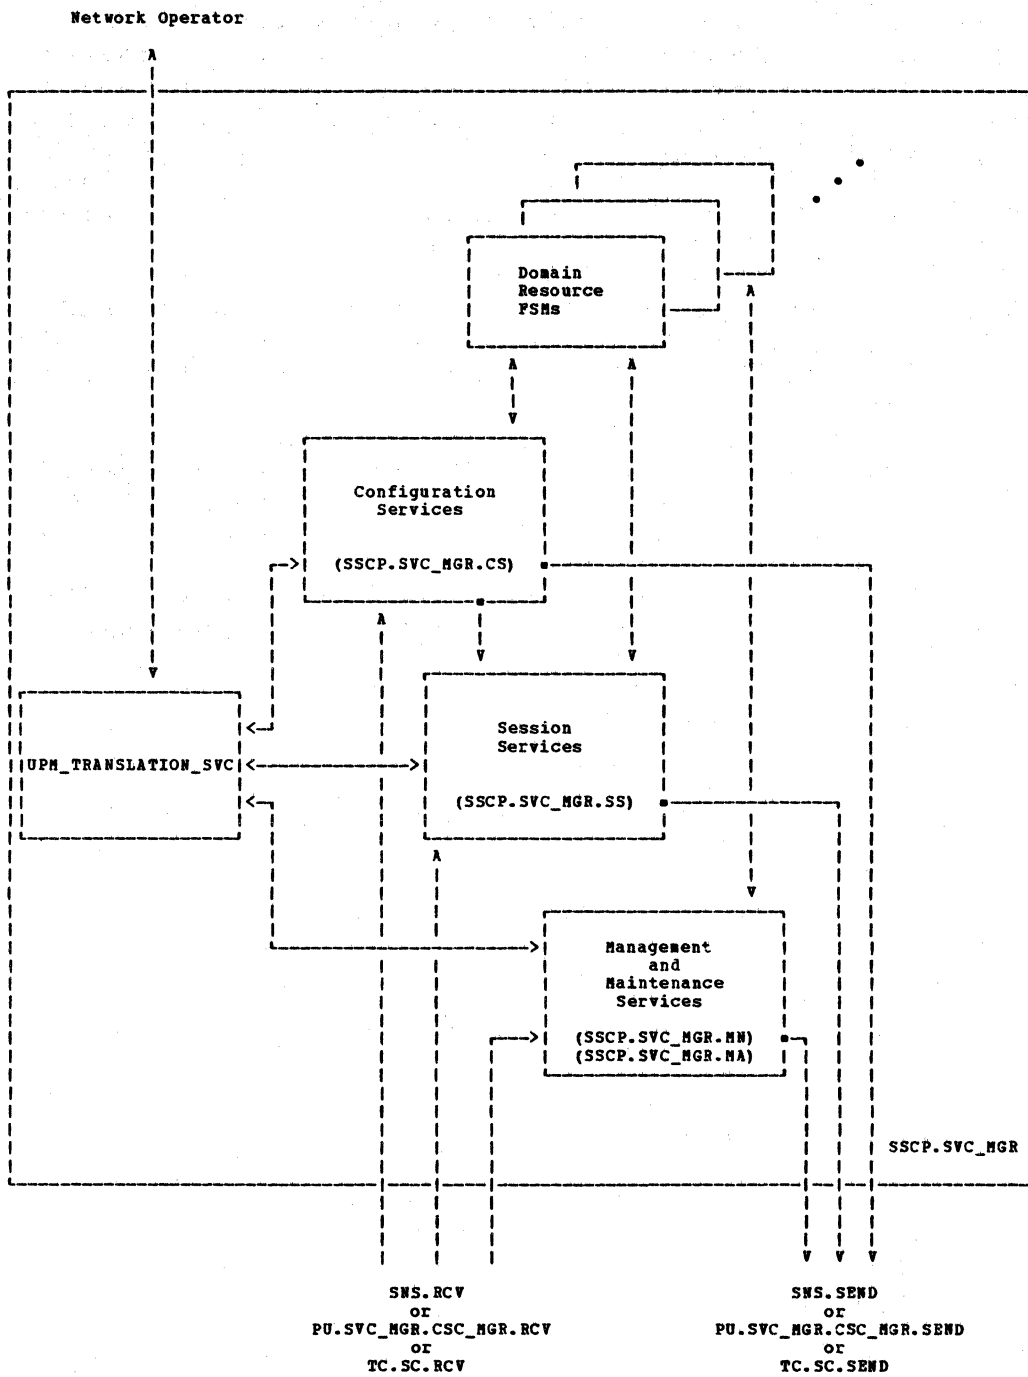 Network Operator
Domain
Resource
FSMs
Configuration
Services
(SSCP.SVC_MGR.CS)
Session
Services
UPM_TRANSLATION_SVC
(SSCP.SVC_MGR.SS)
Management
and
Maintenance
Services
(SSCP.SVC_MGR.MN)
(SSCP.SVC_MGR.MA)
SSCP.SVC_MGR
SNS.RCV
or
PU.SVC_MGR.CSC_MGR.RCV
or
TC.SC.RCV
SNS.SEND
or
PU.SVC_MGR.CSC_MGR.SEND
or
TC.SC.SEND